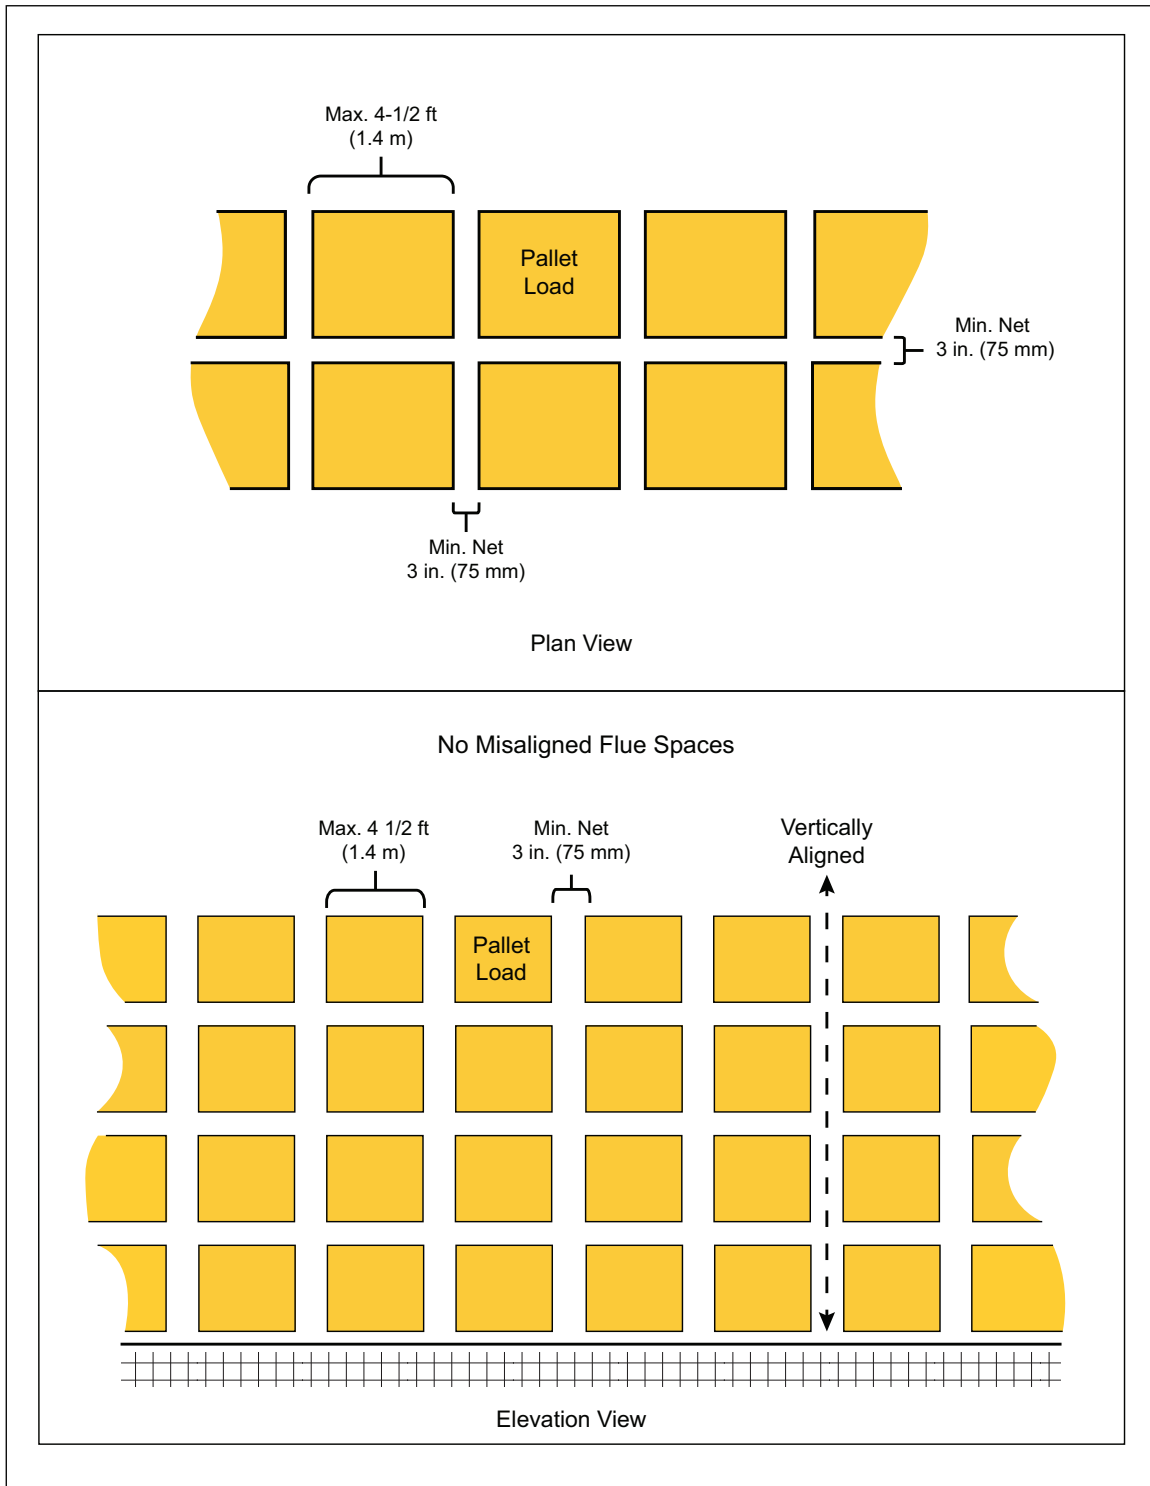 Max. 4-1/2 ft
(1.4 m)
Pallet
Load
Min. Net
3 in. (75 mm)
Min. Net
3 in. (75 mm)
Plan View
No Misaligned Flue Spaces
Max. 4 1/2 ft
(1.4 m)
Min. Net
3 in. (75 mm)
Vertically
Aligned
Pallet
Load
Elevation View